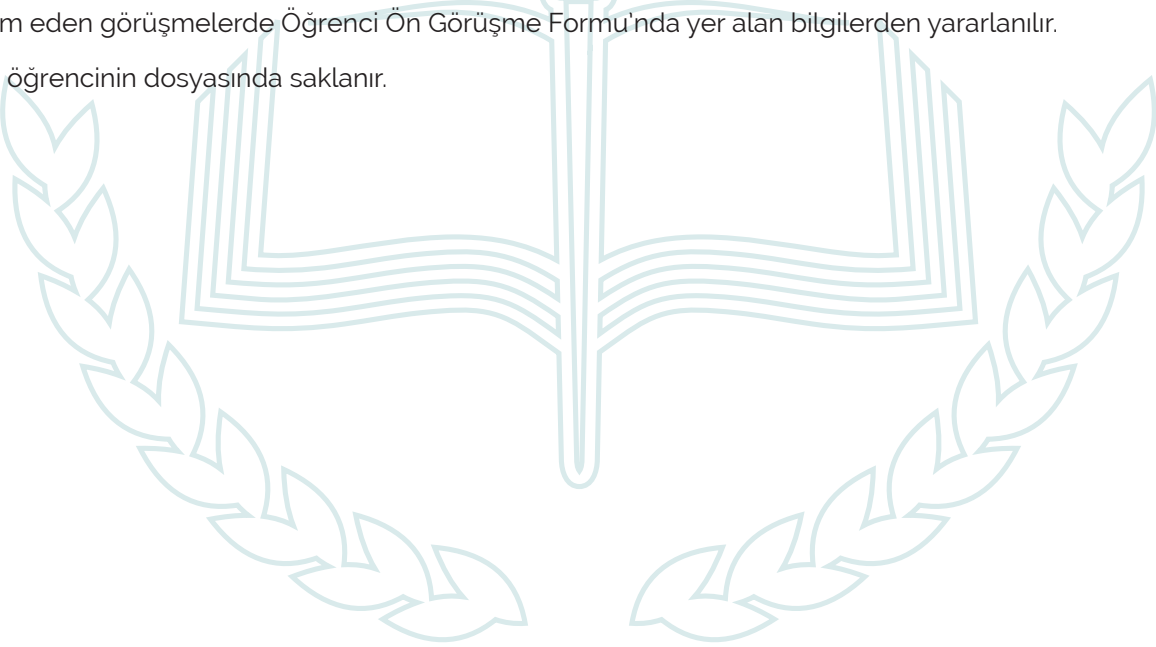 m eden görüşmelerde Öğrenci Ön Görüşme Formu’nda yer alan bilgilerden yararlanılır.
öğrencinin dosyasında saklanır.